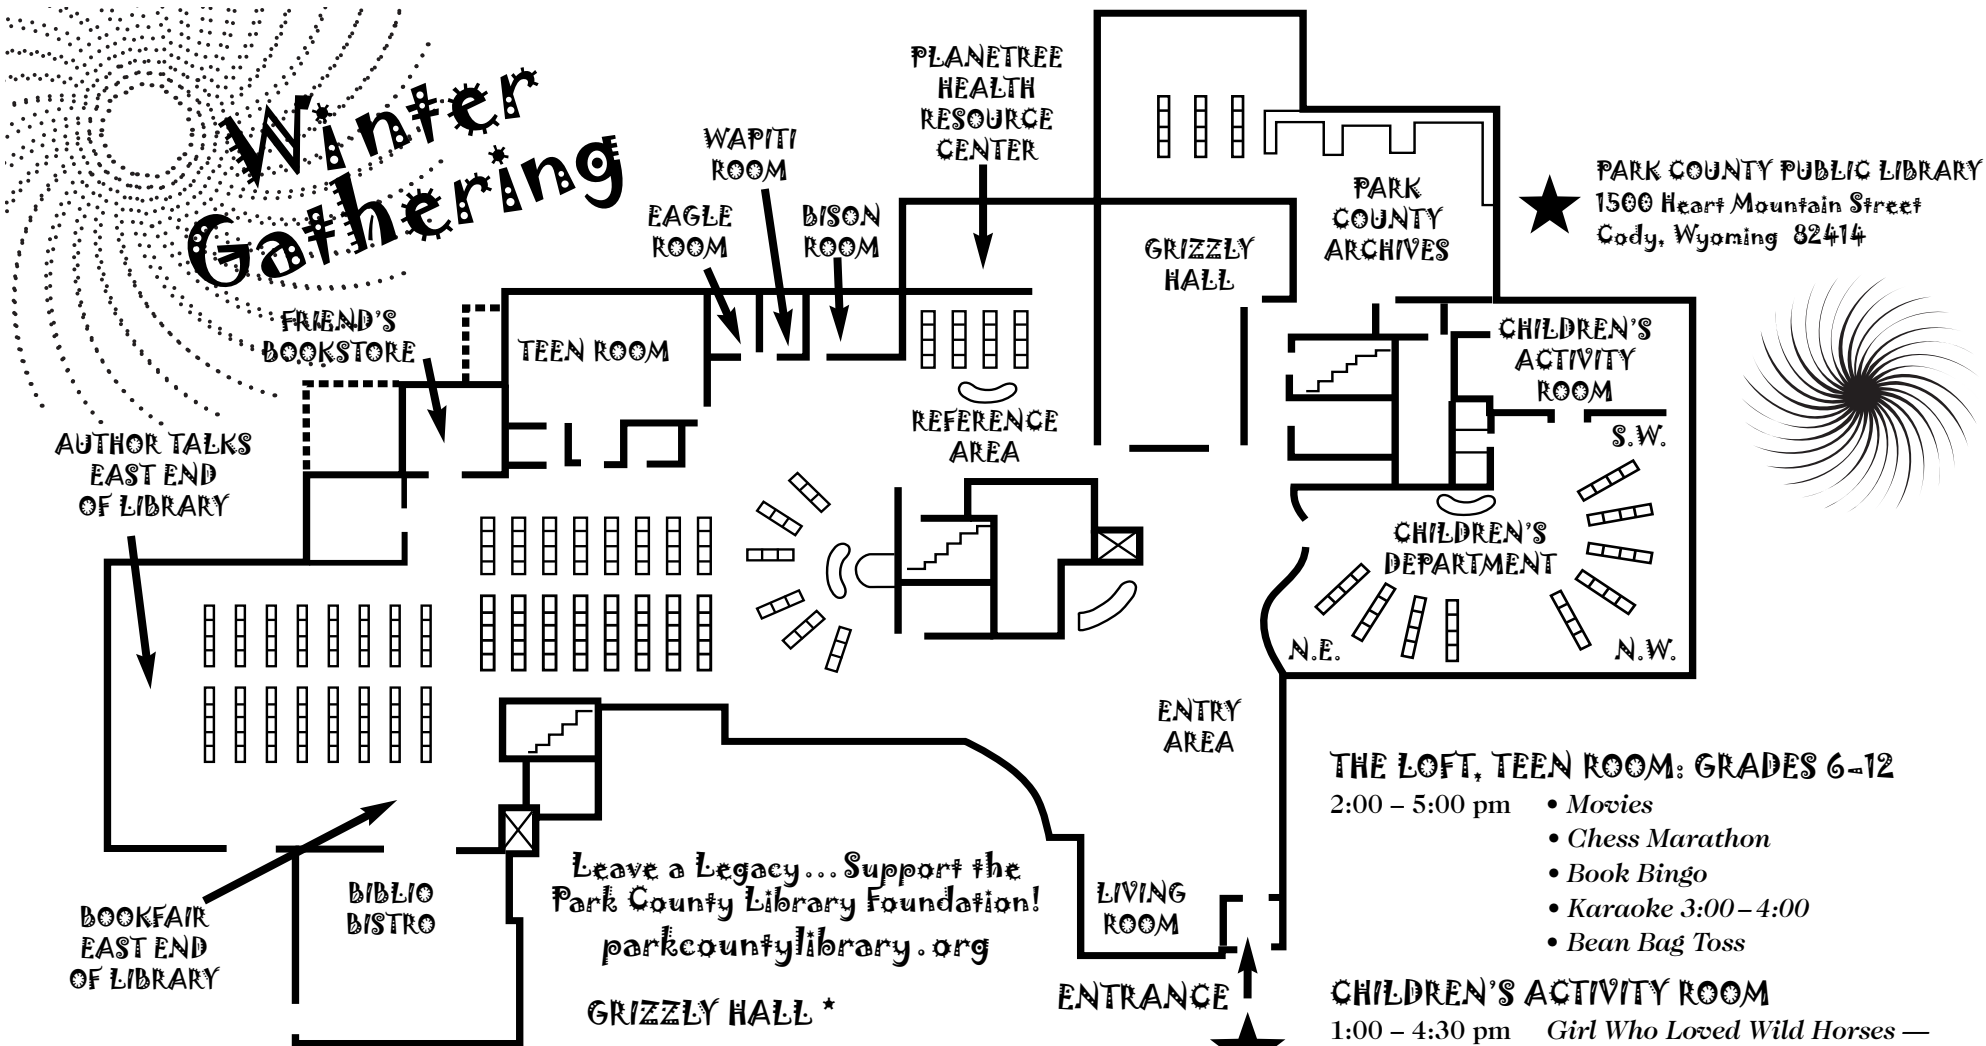 Winter
Gathering
PLANETREE
HEALTH
RESOURCE
CENTER
WAPITI
ROOM
EAGLE
ROOM
BISON
ROOM
GRIZZLY
HALL
PARK
COUNTY
ARCHIVES
PARK COUNTY PUBLIC LIBRARY
1500 Heart Mountain Street
Cody, Wyoming 82414
FRIEND'S
BOOKSTORE
TEEN ROOM
CHILDREN'S
ACTIVITY
ROOM
REFERENCE
AREA
S.W.
AUTHOR TALKS
EAST END
OF LIBRARY
CHILDREN'S
DEPARTMENT
N.E.
N.W.
ENTRY
AREA
THE LOFT, TEEN ROOM: GRADES 6-12
2:00 – 5:00 pm • Movies
• Chess Marathon
• Book Bingo
• Karaoke 3:00–4:00
• Bean Bag Toss
Leave a Legacy...Support the
Park County Library Foundation!
parkcountylibrary.org
BIBLIO
BISTRO
LIVING
ROOM
BOOKFAIR
EAST END
OF LIBRARY
ENTRANCE
GRIZZLY HALL *
CHILDREN'S ACTIVITY ROOM
1:00 – 4:30 pm Girl Who Loved Wild Horses —